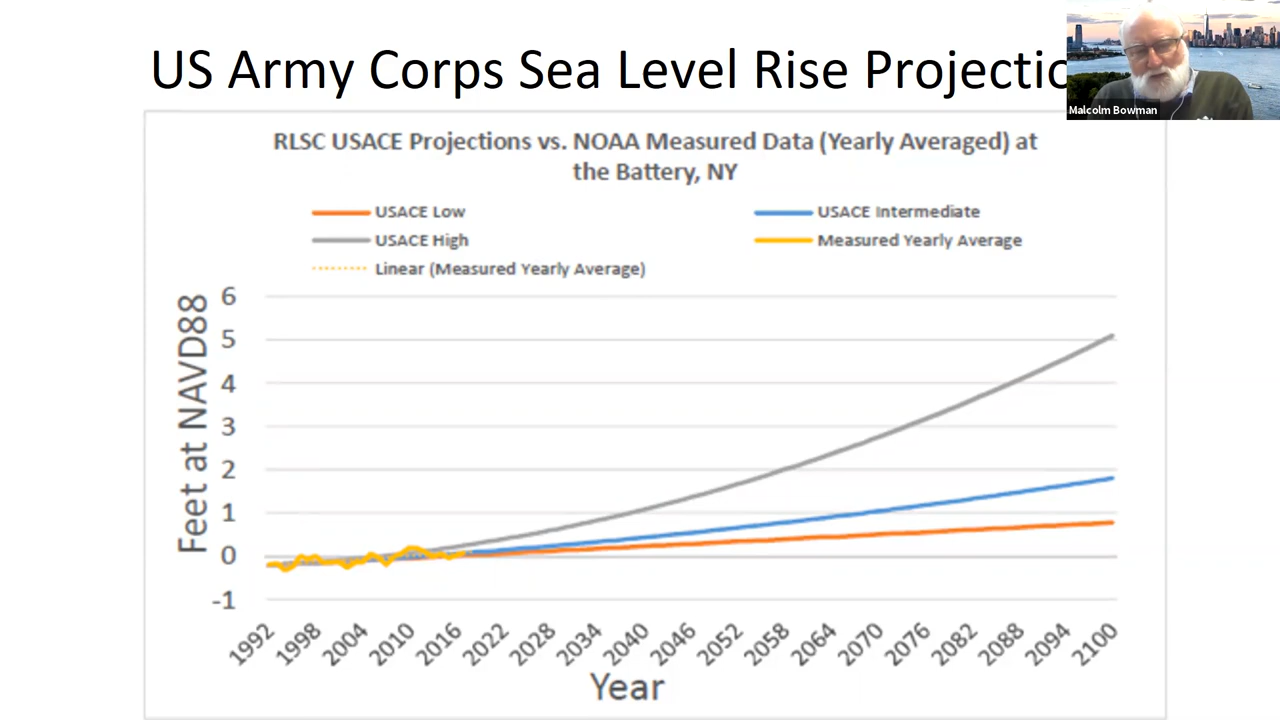 US Army Corps Sea Level Rise Projectio
Malcolm Bowman
RLSC USACE Projections vs. NOAA Measured Data (Yearly Averaged) at
the Battery, NY
USACE Low
USACE Intermediate
USACE High
Measured Yearly Average
Linear (Measured Yearly Average)
Feet at NAVD88
6
5
4
3
2
1
0
-1
1992 1998 2004 2010 2016 2022 2028 2034 2040 2046 2052 2058 2064 2070 2076 2082 2088 2094 2100
Year